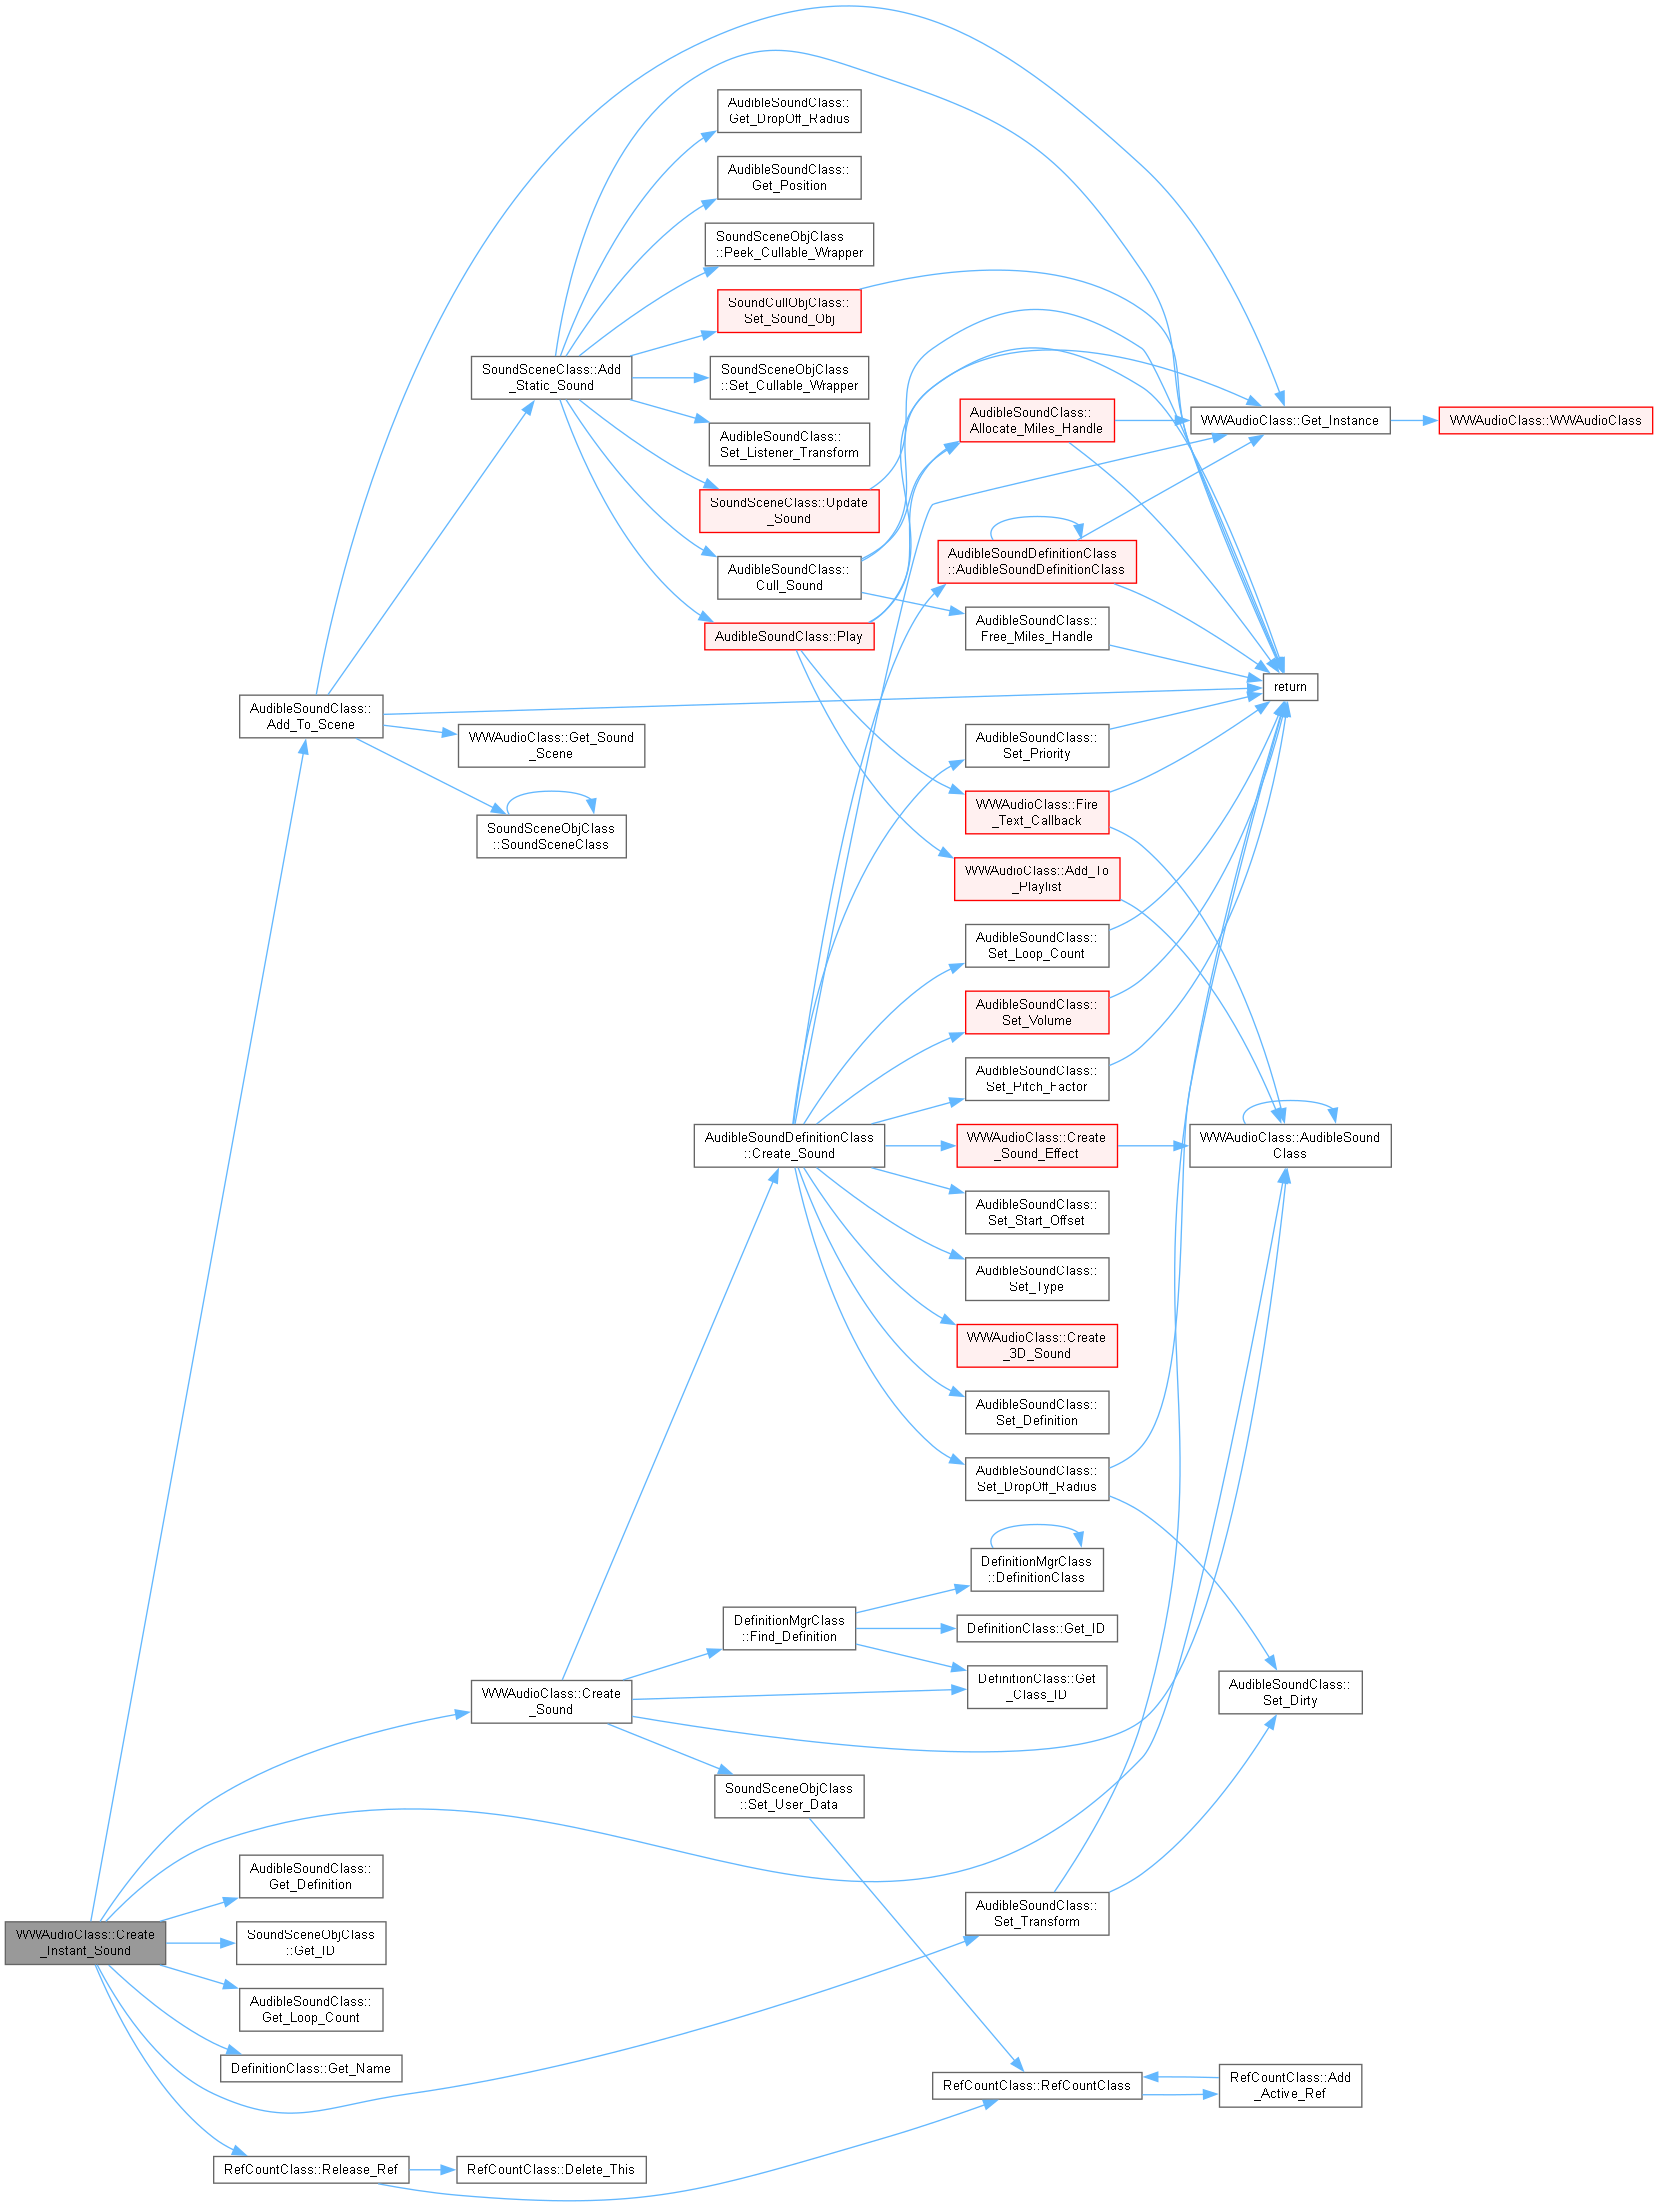 AudibleSoundClass::
Get_DropOff_Radius
AudibleSoundClass::
Get_Position
SoundSceneObjClass
::Peek_Cullable_Wrapper
SoundCullObjClass::
Set_Sound_Obj
SoundSceneClass::Add
_Static_Sound
SoundSceneObjClass
::Set_Cullable_Wrapper
AudibleSoundClass::
Allocate_Miles_Handle
WWAudioClass::Get_Instance
WWAudioClass::WWAudioClass
AudibleSoundClass::
Set_Listener_Transform
SoundSceneClass::Update
_Sound
AudibleSoundDefinitionClass
::AudibleSoundDefinitionClass
AudibleSoundClass::
Cull_Sound
AudibleSoundClass::
Free_Miles_Handle
AudibleSoundClass::Play
return
AudibleSoundClass::
Add_To_Scene
WWAudioClass::Get_Sound
_Scene
AudibleSoundClass::
Set_Priority
WWAudioClass::Fire
_Text_Callback
SoundSceneObjClass
::SoundSceneClass
WWAudioClass::Add_To
_Playlist
AudibleSoundClass::
Set_Loop_Count
AudibleSoundClass::
Set_Volume
AudibleSoundClass::
Set_Pitch_Factor
AudibleSoundDefinitionClass
::Create_Sound
WWAudioClass::Create
_Sound_Effect
WWAudioClass::AudibleSound
Class
AudibleSoundClass::
Set_Start_Offset
AudibleSoundClass::
Set_Type
WWAudioClass::Create
_3D_Sound
AudibleSoundClass::
Set_Definition
AudibleSoundClass::
Set_DropOff_Radius
DefinitionMgrClass
::DefinitionClass
DefinitionMgrClass
::Find_Definition
DefinitionClass::Get_ID
DefinitionClass::Get
_Class_ID
WWAudioClass::Create
_Sound
AudibleSoundClass::
Set_Dirty
SoundSceneObjClass
::Set_User_Data
AudibleSoundClass::
Get_Definition
AudibleSoundClass::
Set_Transform
WWAudioClass::Create
_Instant_Sound
SoundSceneObjClass
::Get_ID
AudibleSoundClass::
Get_Loop_Count
DefinitionClass::Get_Name
RefCountClass::RefCountClass
RefCountClass::Add
_Active_Ref
RefCountClass::Release_Ref
RefCountClass::Delete_This